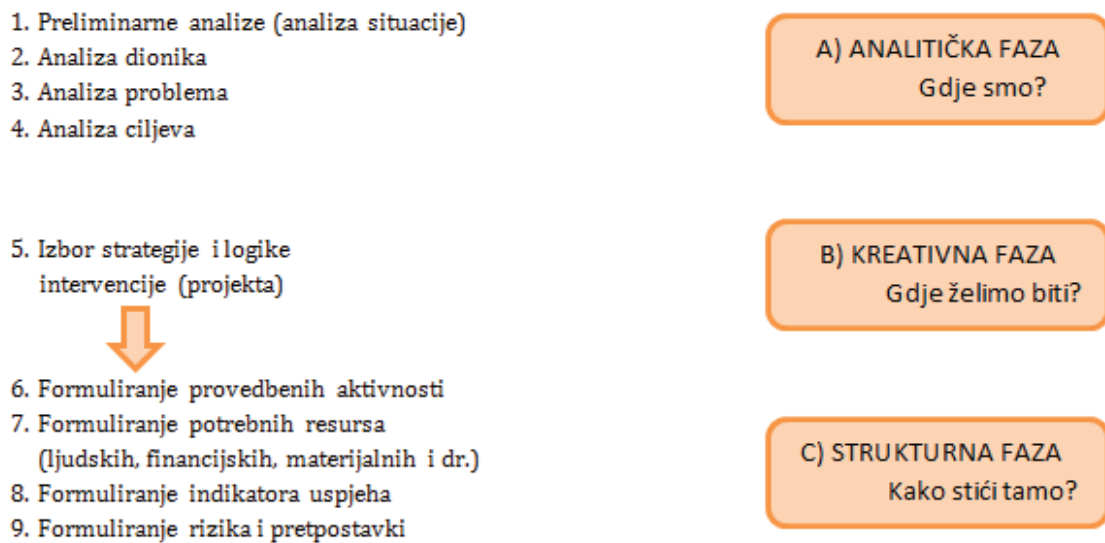 1. Preliminarne analize (analiza situacije)
2. Analiza dionika
3. Analiza problema
4. Analiza ciljeva
A) ANALITIČKA FAZA
Gdje smo?
5. Izbor strategije i logike
intervencije (projekta)
B) KREATIVNA FAZA
Gdje želimo biti?
6. Formuliranje provedbenih aktivnosti
7. Formuliranje potrebnih resursa
(ljudskih, financijskih, materijalnih i dr.)
8. Formuliranje indikatora uspjeha
9. Formuliranje rizika i pretpostavki
C) STRUKTURNA FAZA
Kako stići tamo?